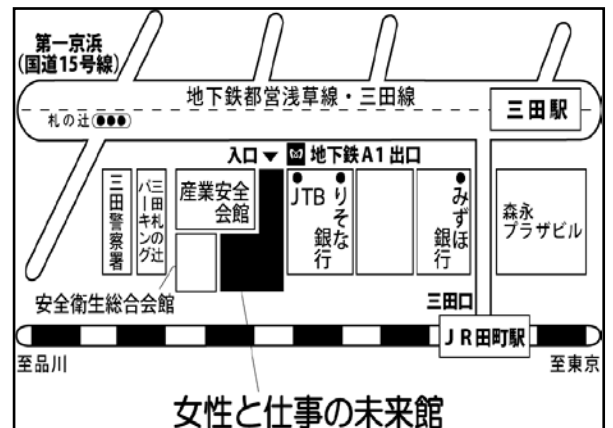 第一京浜
(国道15号線)
地下鉄都営浅草線・三田線
三田駅
札の辻
入口
地下鉄A1出口
三田警察署
三田札の辻
パーキング
産業安全
会館
JTB
りそな
銀行
みずほ
銀行
森永
プラザビル
安全衛生総合会館
三田口
JR田町駅
至品川
至東京
女性と仕事の未来館